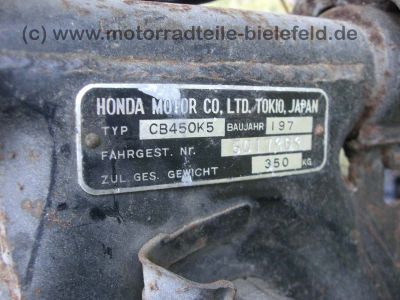 (c) www.motorradteile-bielefeld.de
HONDA MOTOR CO, LTD. TOKIO, JAPAN
TYP CB450K5 BAUJAHR 197
FAHRGEST. Nr.
ZUL. GES. GEWICHT 350 KG